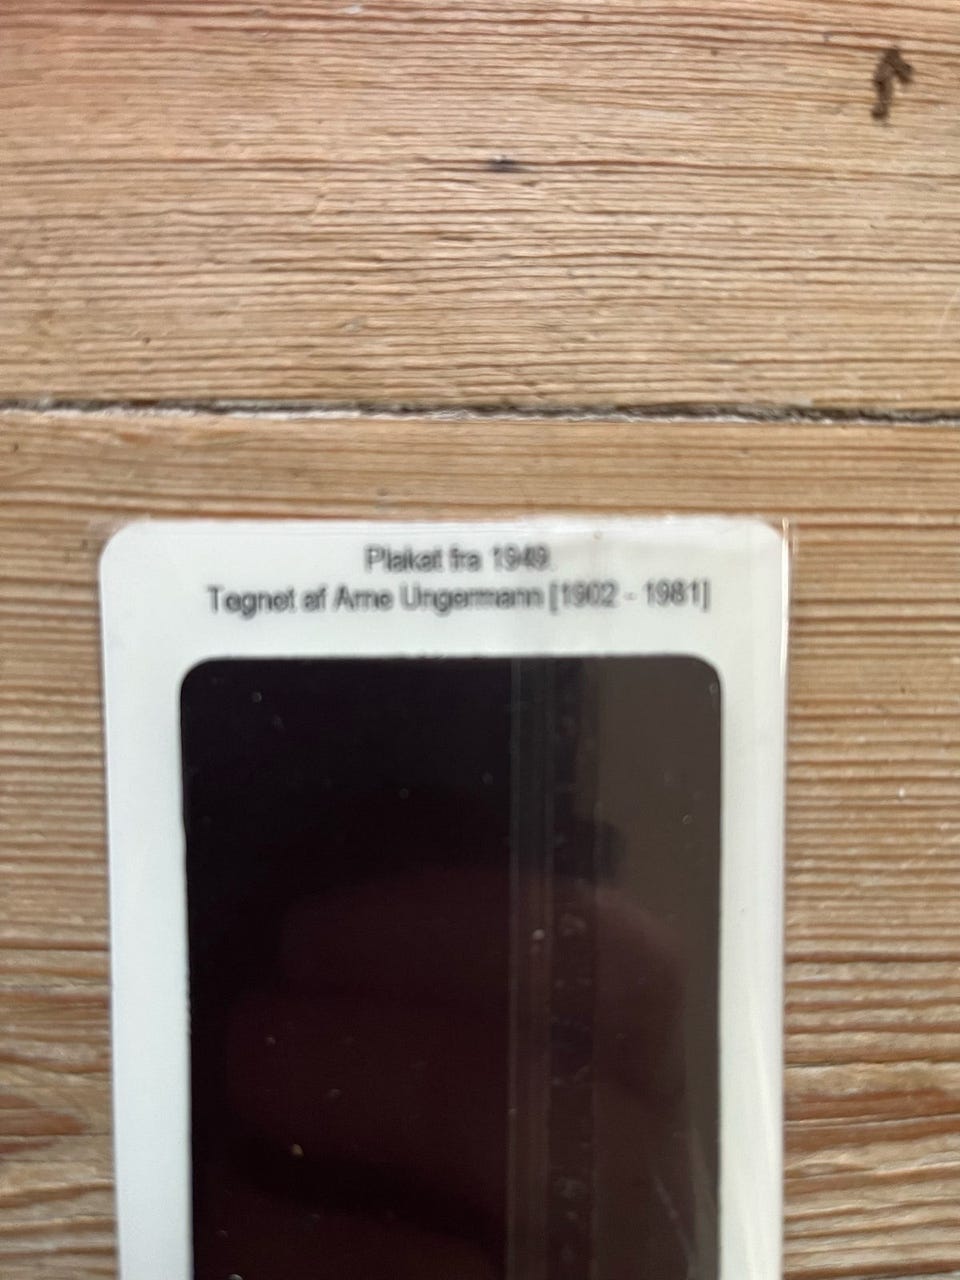 Plakat fra 1949.
Tegnet af Arne Ungermann [1902 - 1981]